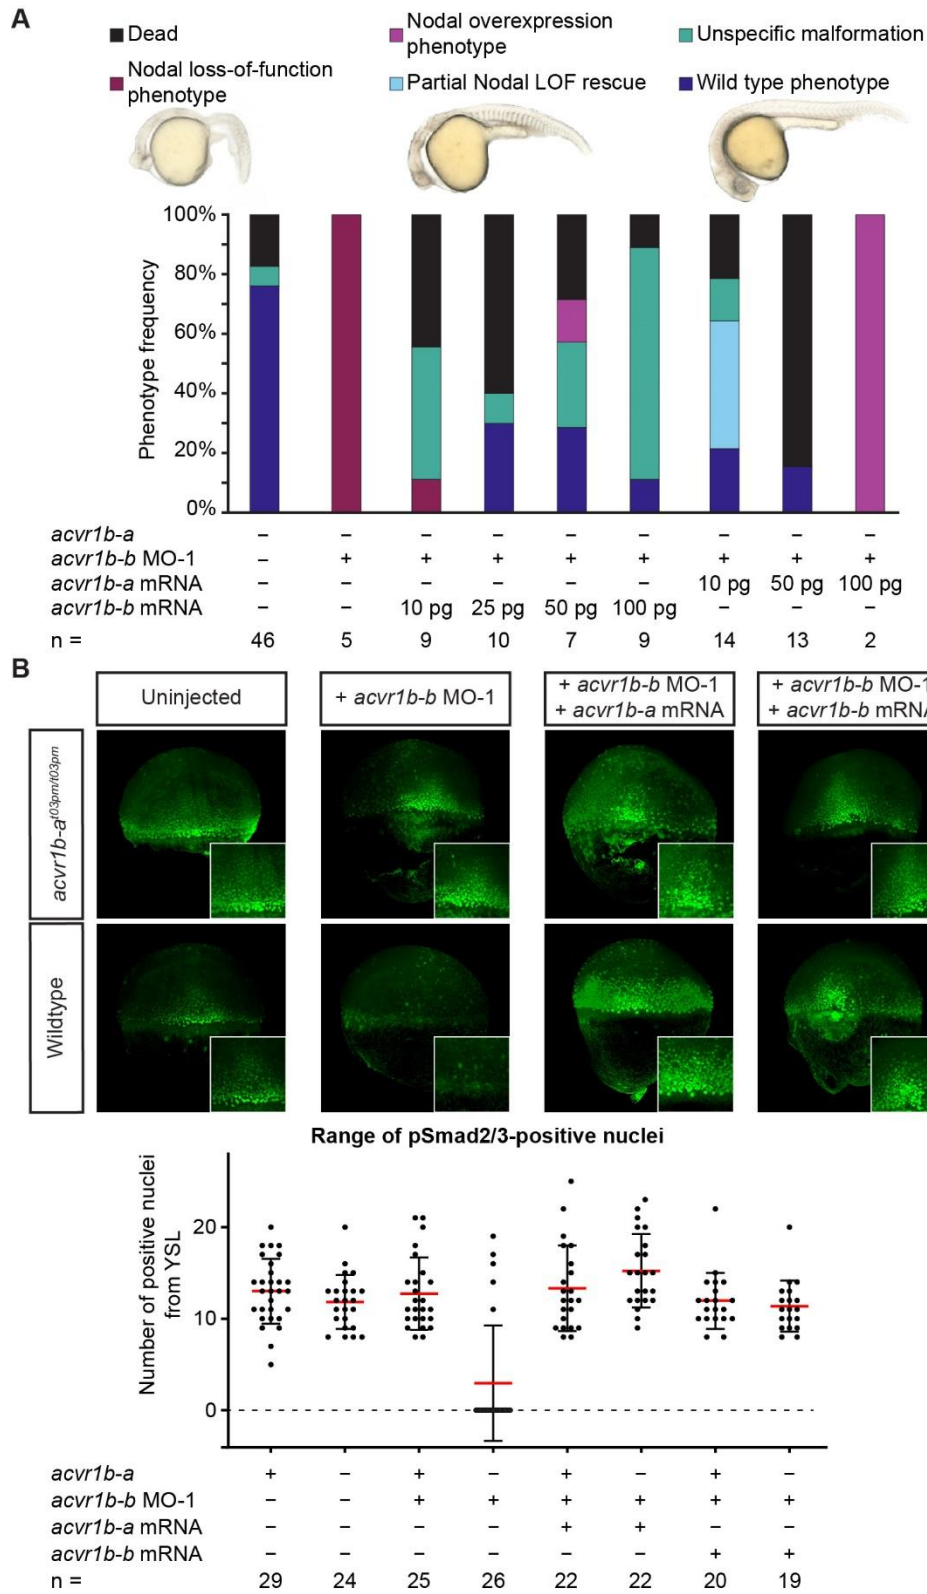 A
Dead
Nodal overexpression
phenotype
Unspecific malformation
Nodal loss-of-function
phenotype
Partial Nodal LOF rescue
Wild type phenotype
100%
80%
60%
40%
20%
0%
Phenotype frequency
acvr1b-a – – – – – – – – –
acvr1b-b MO-1 – + + + + + + + +
acvr1b-a mRNA – – – – – – 10 pg 50 pg 100 pg
acvr1b-b mRNA – – 10 pg 25 pg 50 pg 100 pg – – –
n = 46 5 9 10 7 9 14 13 2
B
Uninjected
+ acvr1b-b MO-1
+ acvr1b-b MO-1
+ acvr1b-a mRNA
+ acvr1b-b MO-1
+ acvr1b-b mRNA
acvr1b-a t03pm/t03pm
Wildtype
Range of pSmad2/3-positive nuclei
Number of positive nuclei
from YSL
20
10
0
acvr1b-a + – + – + – + –
acvr1b-b MO-1 – – + + + + + +
acvr1b-a mRNA – – – – + + – –
acvr1b-b mRNA – – – – – – + +
n = 29 24 25 26 22 22 20 19